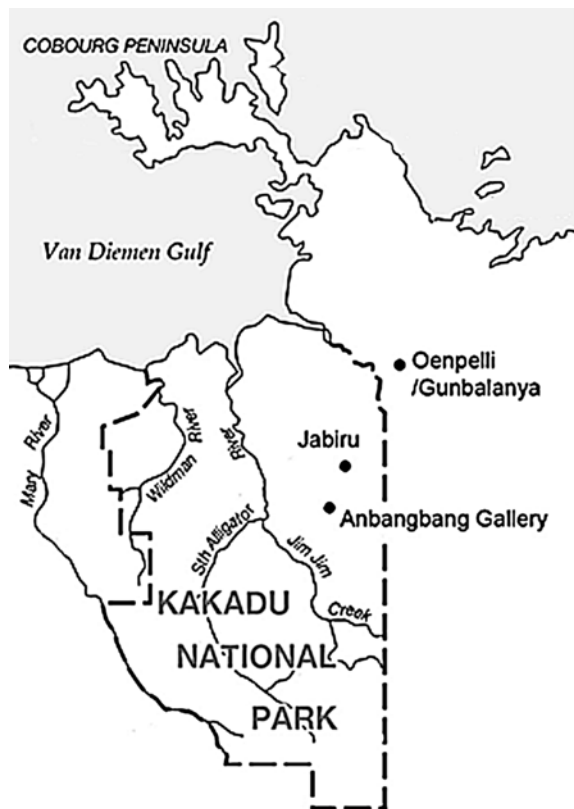 COBOURG PENINSULA
Van Diemen Gulf
Oenpelli
/Gunbalanya
Jabiru
Anbangbang Gallery
Mary River
Wildman River
Sth Alligator River
Jim Jim Creek
KAKADU
NATIONAL
PARK